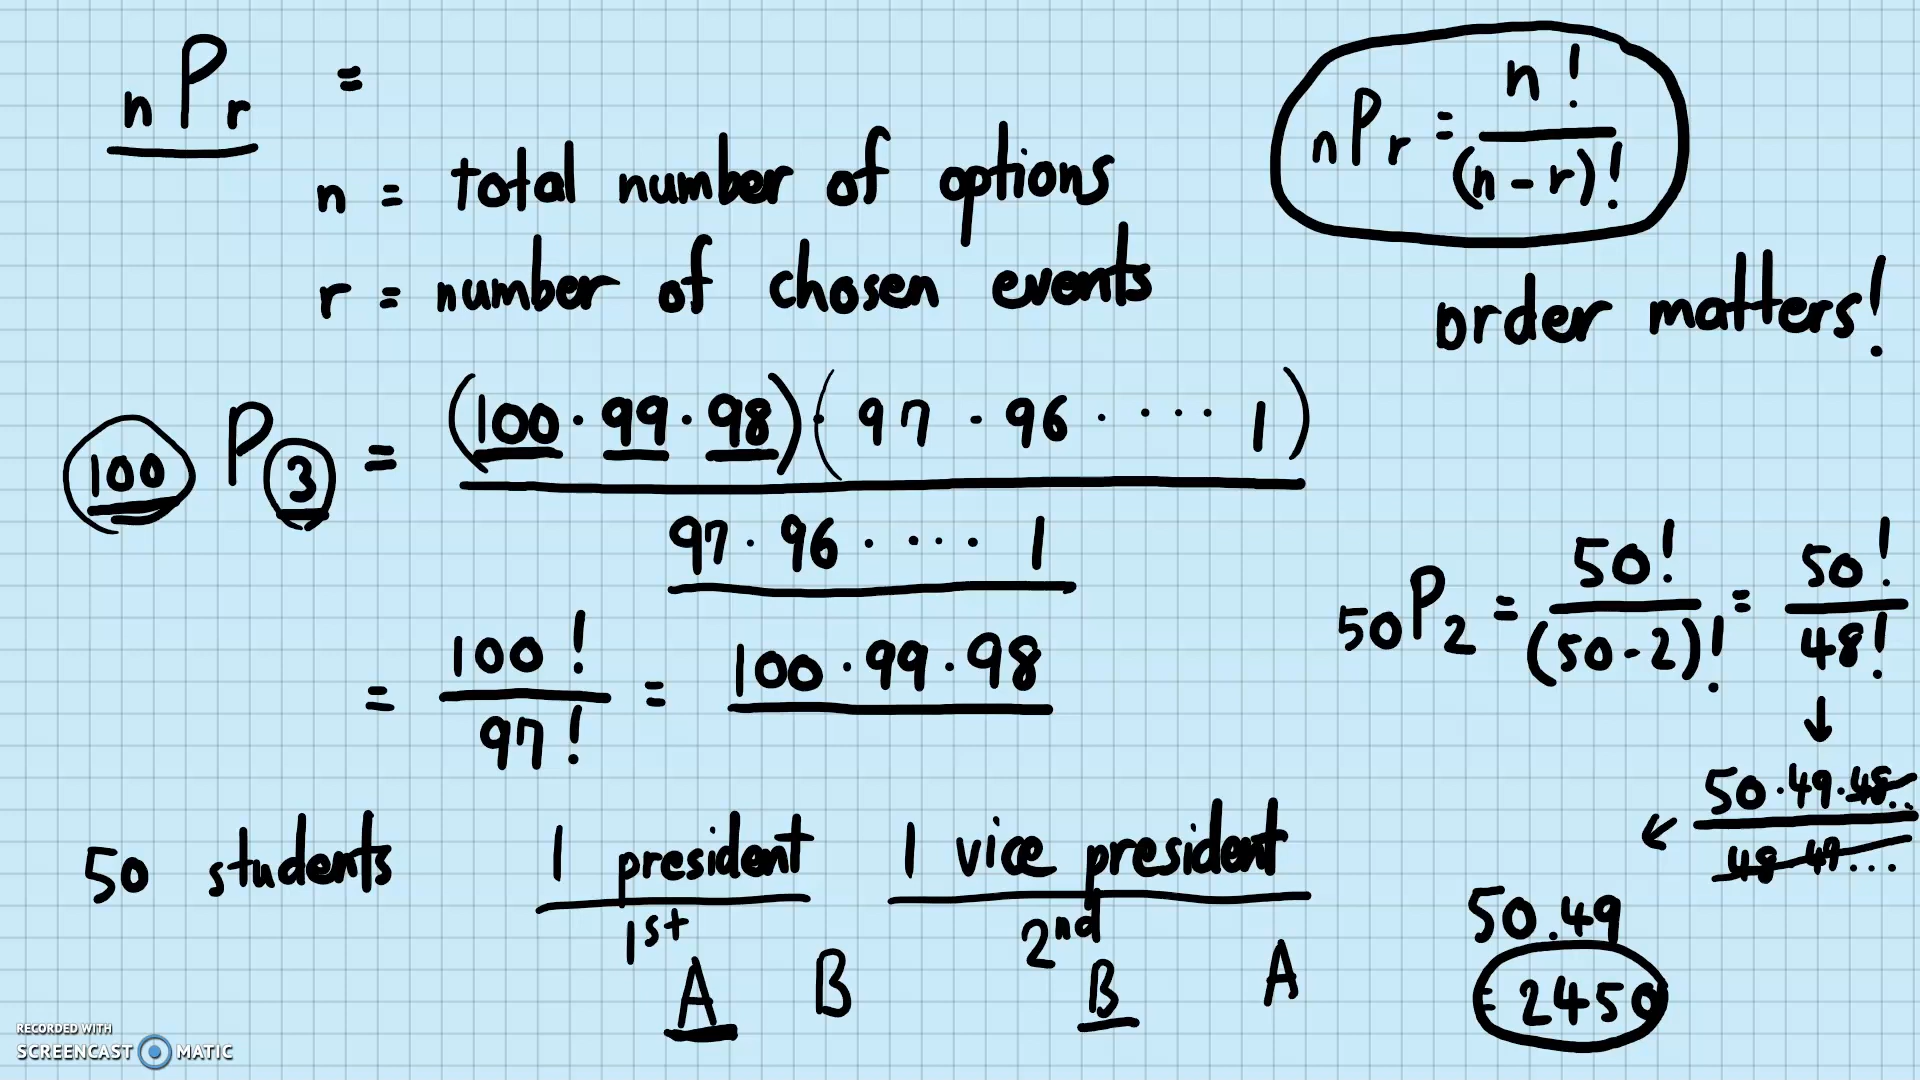 nPr =
n = total number of options
r = number of chosen events
nPr = n! / (n - r)!
order matters!
100 P 3 = (100 · 99 · 98) · (97 · 96 · · · · · 1) / 97 · 96 · · · · 1
= 100! / 97! = 100 · 99 · 98
50P2 = 50! / (50 - 2)! = 50! / 48!
↓
50 · 49 · 48 .. / 48 47 ...
←
50 . 49
= 2450
50 students 1 president 1 vice president
1st 2nd
A B B A
RECORDED WITH
SCREENCAST MATIC